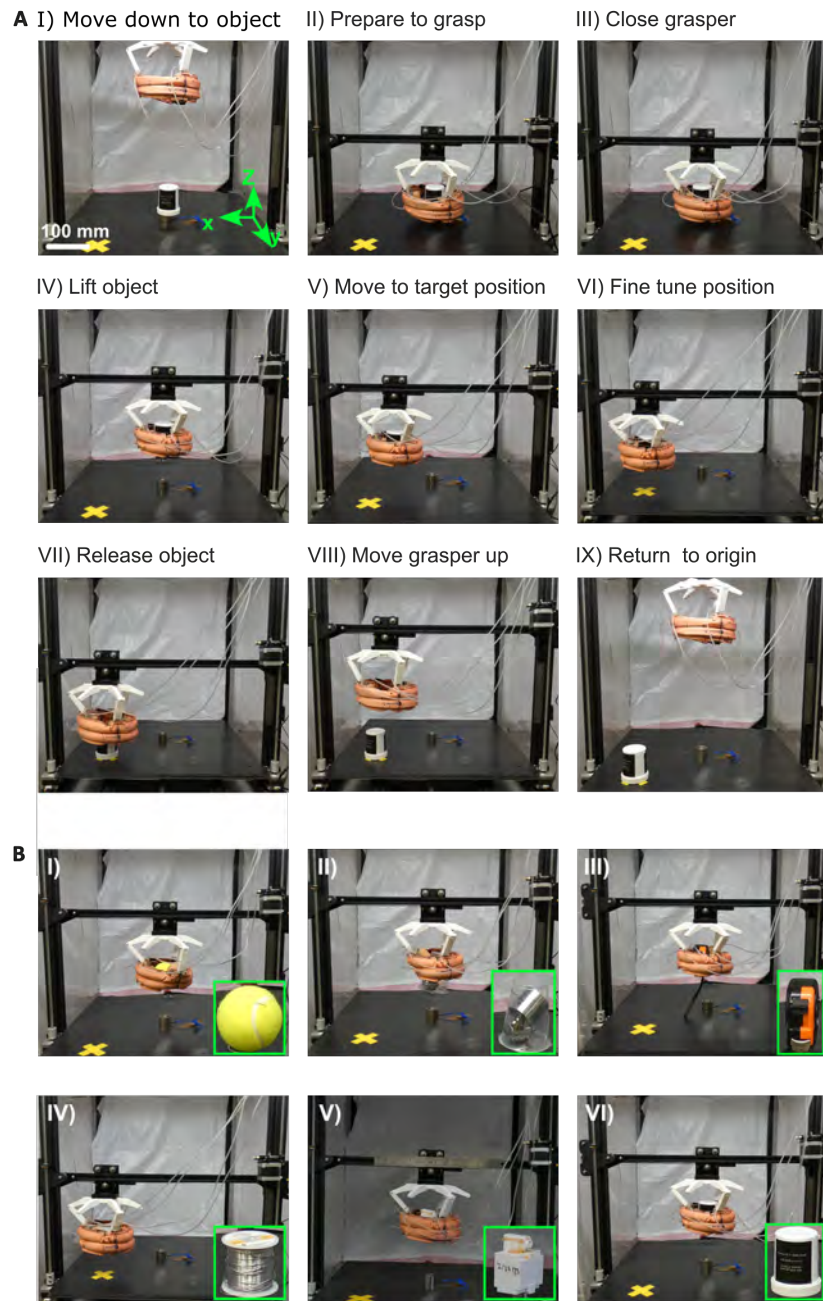 A
I) Move down to object
II) Prepare to grasp
III) Close grasper
Z
x
y
100 mm
IV) Lift object
V) Move to target position
VI) Fine tune position
VII) Release object
VIII) Move grasper up
IX) Return to origin
B
I)
II)
III)
IV)
V)
VI)